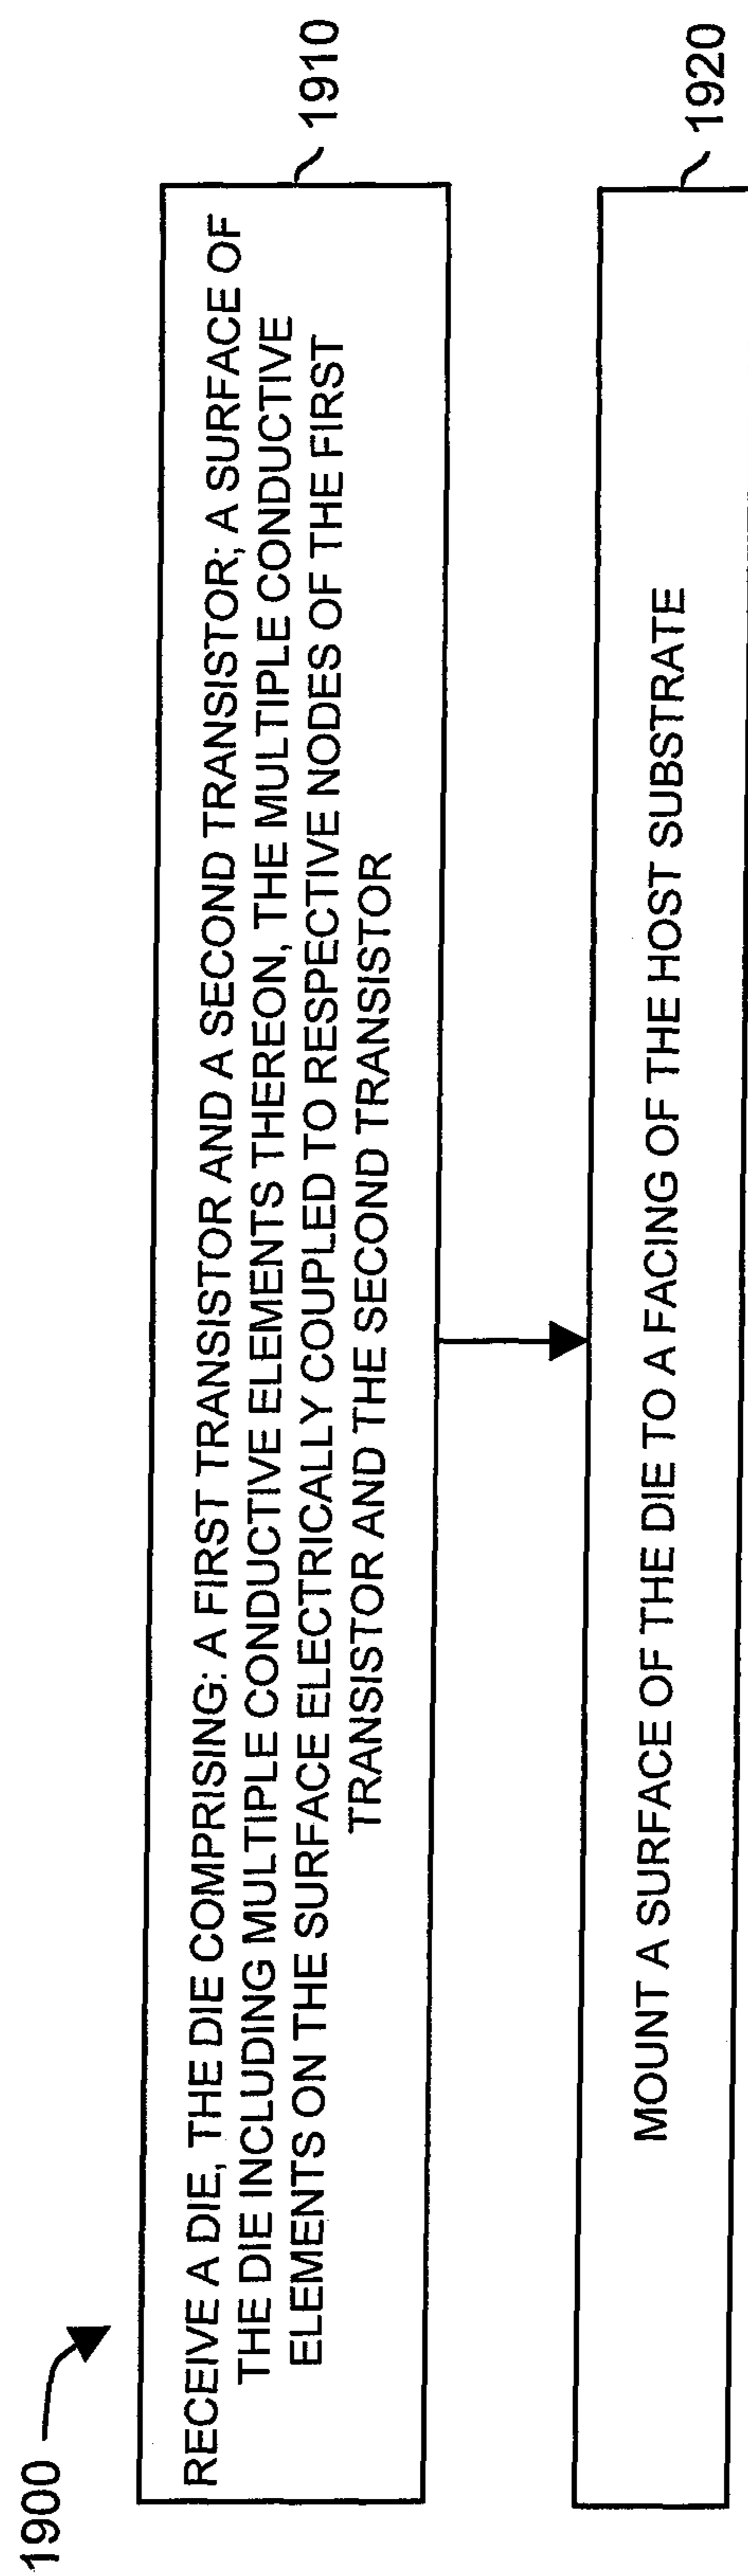 1900
RECEIVE A DIE, THE DIE COMPRISING: A FIRST TRANSISTOR AND A SECOND TRANSISTOR; A SURFACE OF
THE DIE INCLUDING MULTIPLE CONDUCTIVE ELEMENTS THEREON, THE MULTIPLE CONDUCTIVE
ELEMENTS ON THE SURFACE ELECTRICALLY COUPLED TO RESPECTIVE NODES OF THE FIRST
TRANSISTOR AND THE SECOND TRANSISTOR
1910
MOUNT A SURFACE OF THE DIE TO A FACING OF THE HOST SUBSTRATE
1920